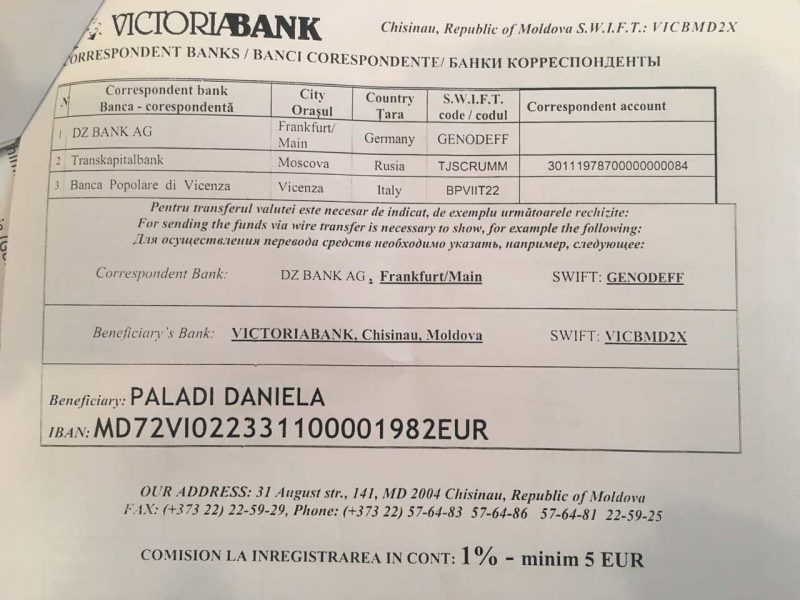 VICTORIABANK Chisinau, Republic of Moldova S.W.I.F.T.: VICBMD2X
CORRESPONDENT BANKS / BANCI CORESPONDENTE/ БАНКИ КОРРЕСПОНДЕНТЫ
N Correspondent bank Banca - corespondentă City Orașul Country Țara S.W.I.F.T. code / codul Correspondent account
1 DZ BANK AG Frankfurt/ Main Germany GENODEFF
2 Transkapitalbank Moscova Rusia TJSCRUMM 30111978700000000084
3 Banca Popolare di Vicenza Vicenza Italy BPVIIT22
Pentru transferul valutei este necesar de indicat, de exemplu următoarele rechizite:
For sending the funds via wire transfer is necessary to show, for example the following:
Для осуществления перевода средств необходимо указать, например, следующее:
Correspondent Bank: DZ BANK AG , Frankfurt/Main SWIFT: GENODEFF
Beneficiary's Bank: VICTORIABANK, Chisinau, Moldova SWIFT: VICBMD2X
Beneficiary: PALADI DANIELA
IBAN: MD72VI022331100001982EUR
OUR ADDRESS: 31 August str., 141, MD 2004 Chisinau, Republic of Moldova
FAX: (+373 22) 22-59-29, Phone: (+373 22) 57-64-83 57-64-86 57-64-81 22-59-25
COMISION LA INREGISTRAREA IN CONT: 1% - minim 5 EUR